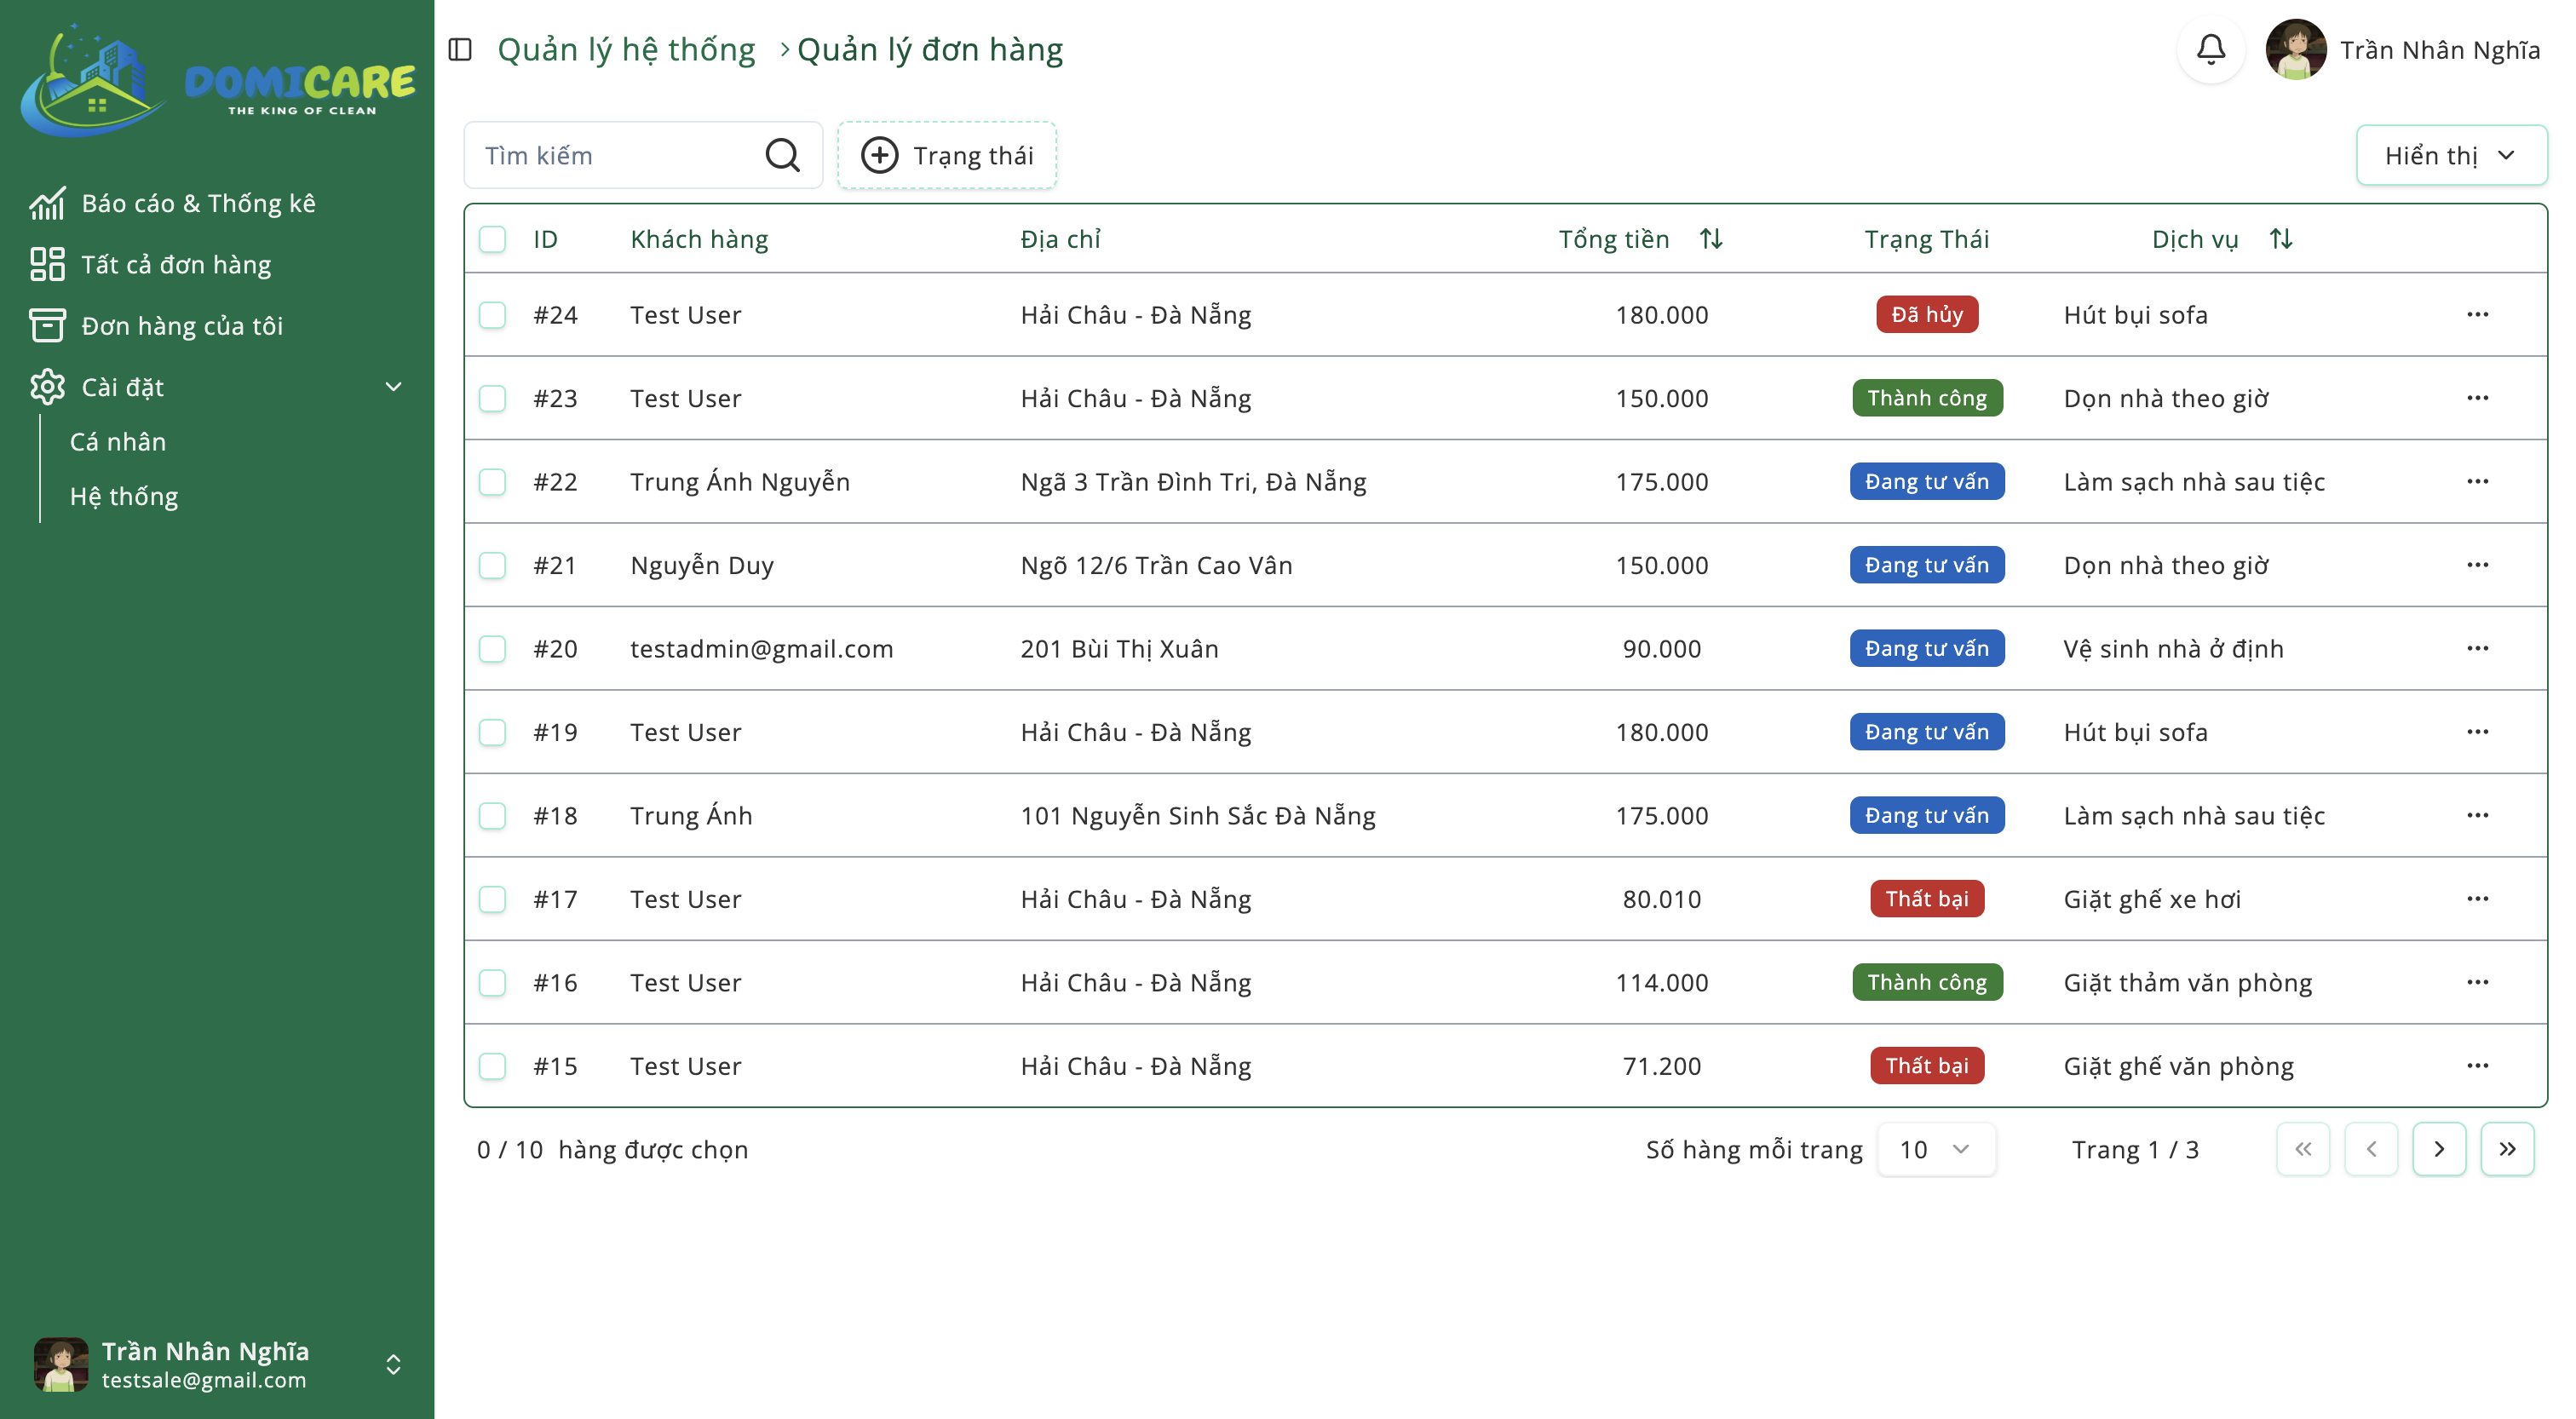 DOMICARE
THE KING OF CLEAN
Báo cáo & Thống kê
Tất cả đơn hàng
Đơn hàng của tôi
Cài đặt
Cá nhân
Hệ thống
Trần Nhân Nghĩa
testsale@gmail.com
Quản lý hệ thống > Quản lý đơn hàng
Trần Nhân Nghĩa
Tìm kiếm Trạng thái Hiển thị
ID Khách hàng Địa chỉ Tổng tiền Trạng Thái Dịch vụ
#24 Test User Hải Châu - Đà Nẵng 180.000 Đã hủy Hút bụi sofa
#23 Test User Hải Châu - Đà Nẵng 150.000 Thành công Dọn nhà theo giờ
#22 Trung Ánh Nguyễn Ngã 3 Trần Đình Tri, Đà Nẵng 175.000 Đang tư vấn Làm sạch nhà sau tiệc
#21 Nguyễn Duy Ngõ 12/6 Trần Cao Vân 150.000 Đang tư vấn Dọn nhà theo giờ
#20 testadmin@gmail.com 201 Bùi Thị Xuân 90.000 Đang tư vấn Vệ sinh nhà ở định
#19 Test User Hải Châu - Đà Nẵng 180.000 Đang tư vấn Hút bụi sofa
#18 Trung Ánh 101 Nguyễn Sinh Sắc Đà Nẵng 175.000 Đang tư vấn Làm sạch nhà sau tiệc
#17 Test User Hải Châu - Đà Nẵng 80.010 Thất bại Giặt ghế xe hơi
#16 Test User Hải Châu - Đà Nẵng 114.000 Thành công Giặt thảm văn phòng
#15 Test User Hải Châu - Đà Nẵng 71.200 Thất bại Giặt ghế văn phòng
0 / 10 hàng được chọn Số hàng mỗi trang 10 Trang 1 / 3